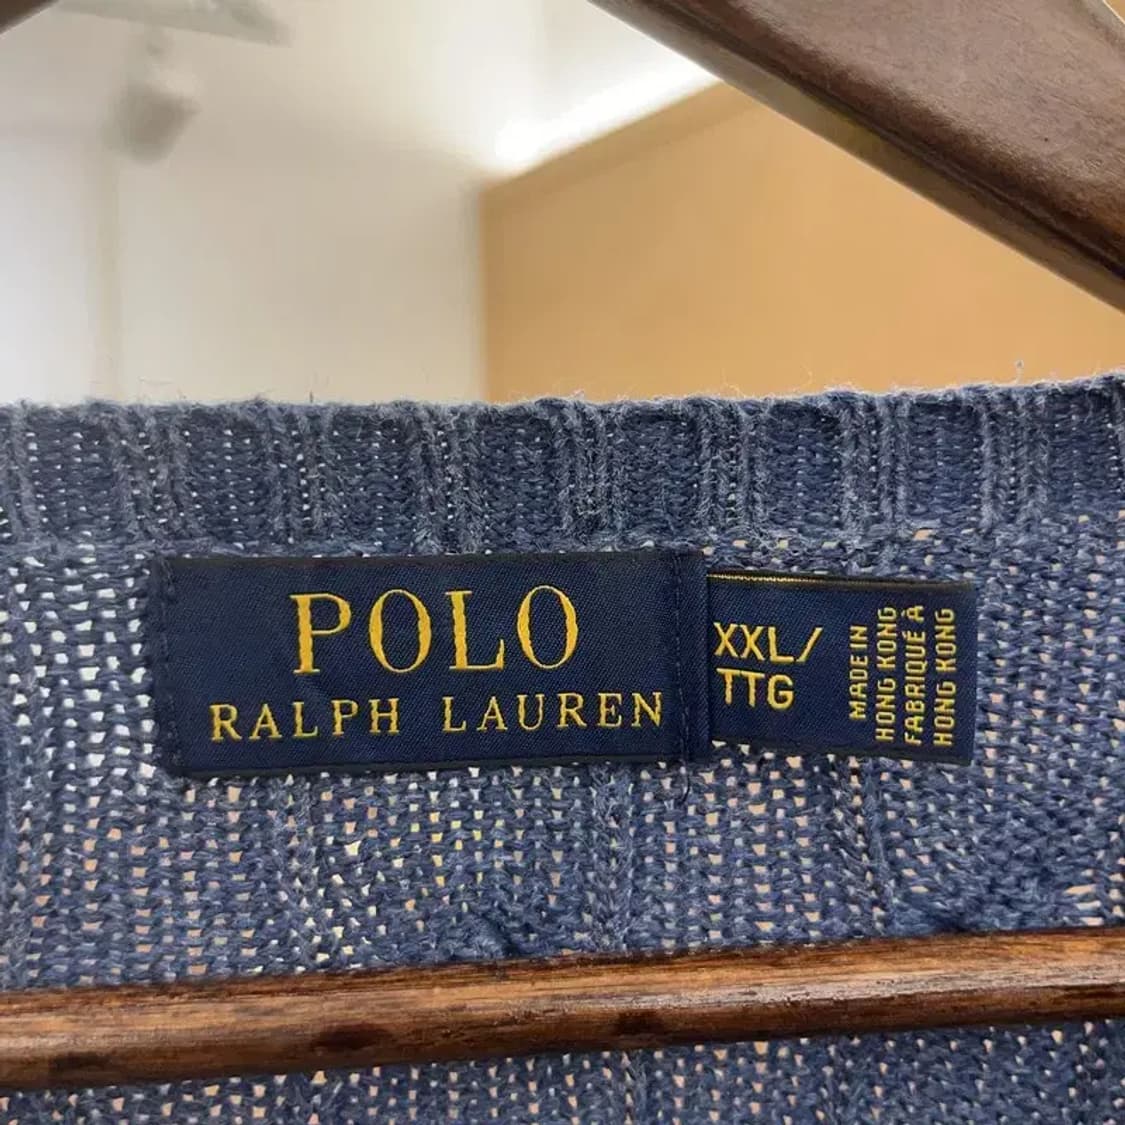 POLO
RALPH LAUREN
XXL/
TTG
MADE IN
HONG KONG
FABRIQUÉ À
HONG KONG